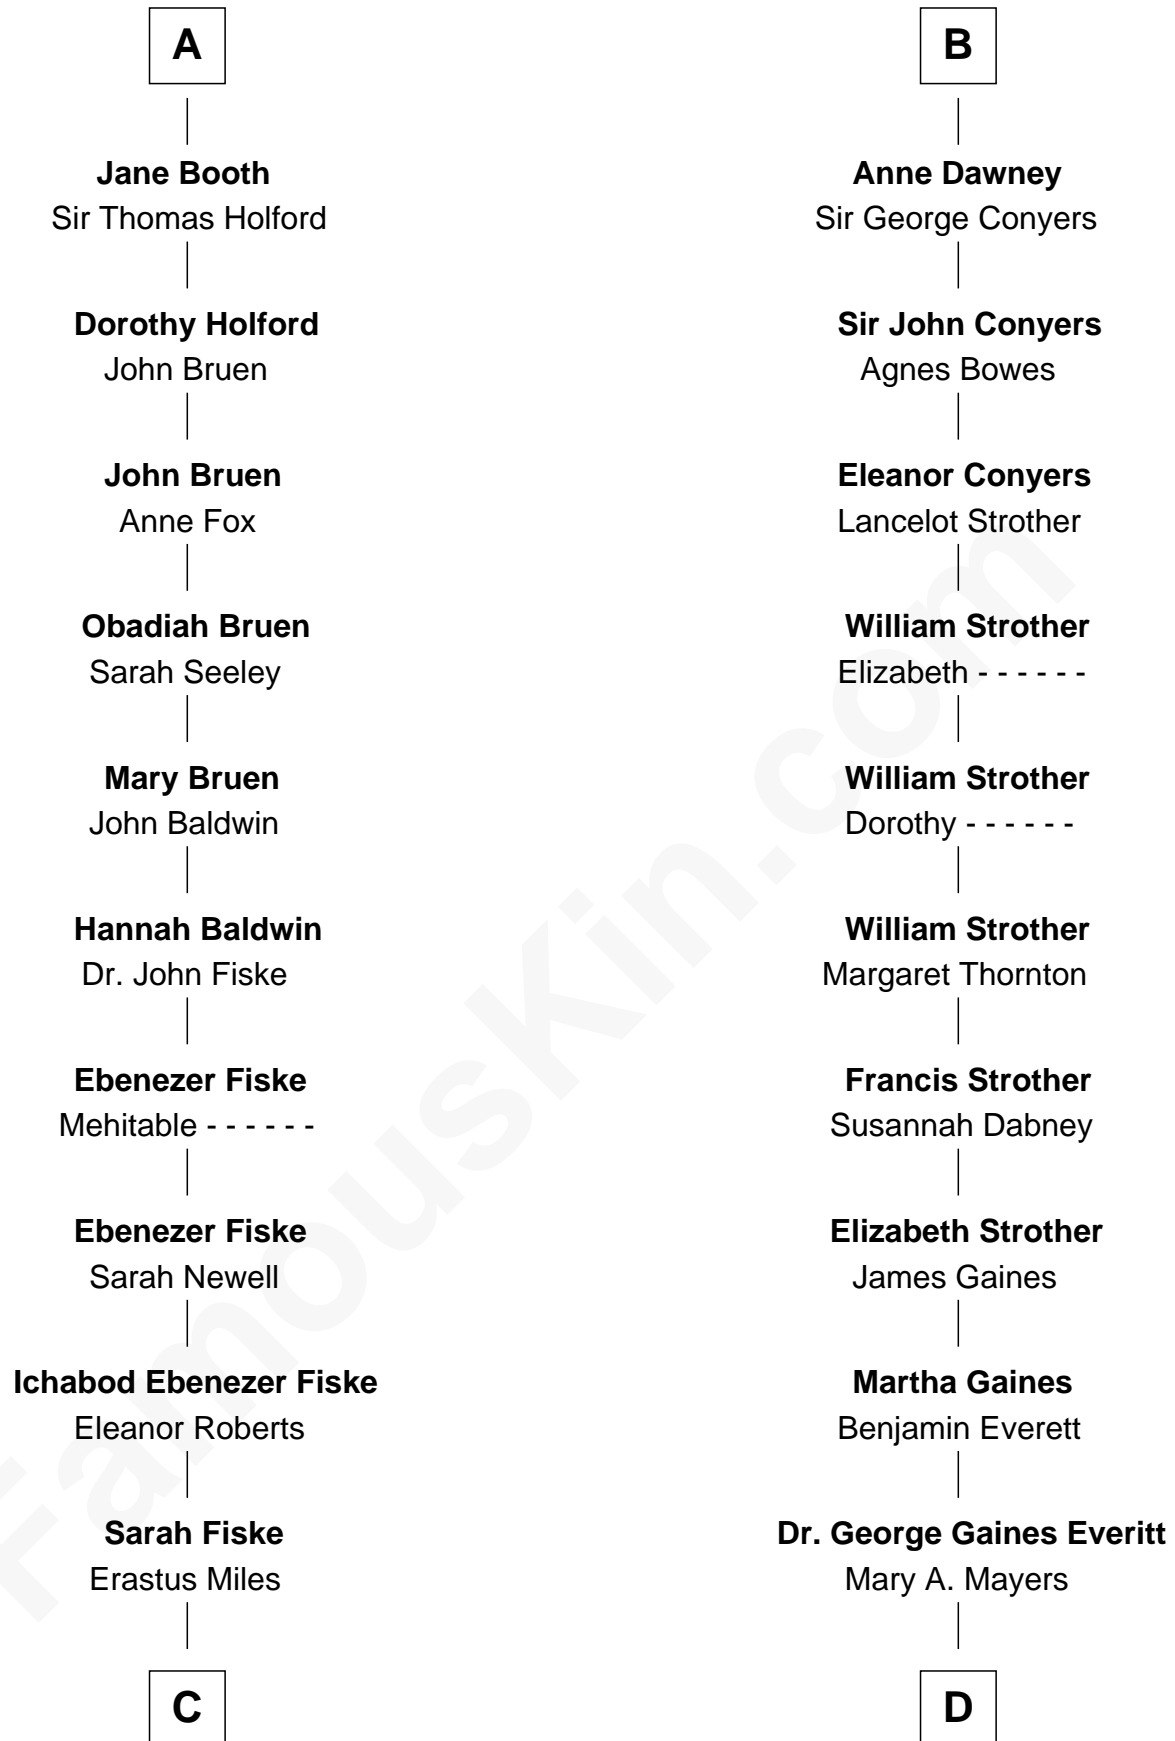 A
Jane Booth
Sir Thomas Holford
Dorothy Holford
John Bruen
John Bruen
Anne Fox
Obadiah Bruen
Sarah Seeley
Mary Bruen
John Baldwin
Hannah Baldwin
Dr. John Fiske
Ebenezer Fiske
Mehitable - - - - - -
Ebenezer Fiske
Sarah Newell
Ichabod Ebenezer Fiske
Eleanor Roberts
Sarah Fiske
Erastus Miles
C
B
Anne Dawney
Sir George Conyers
Sir John Conyers
Agnes Bowes
Eleanor Conyers
Lancelot Strother
William Strother
Elizabeth - - - - - -
William Strother
Dorothy - - - - - -
William Strother
Margaret Thornton
Francis Strother
Susannah Dabney
Elizabeth Strother
James Gaines
Martha Gaines
Benjamin Everett
Dr. George Gaines Everitt
Mary A. Mayers
D
FamousKin.com